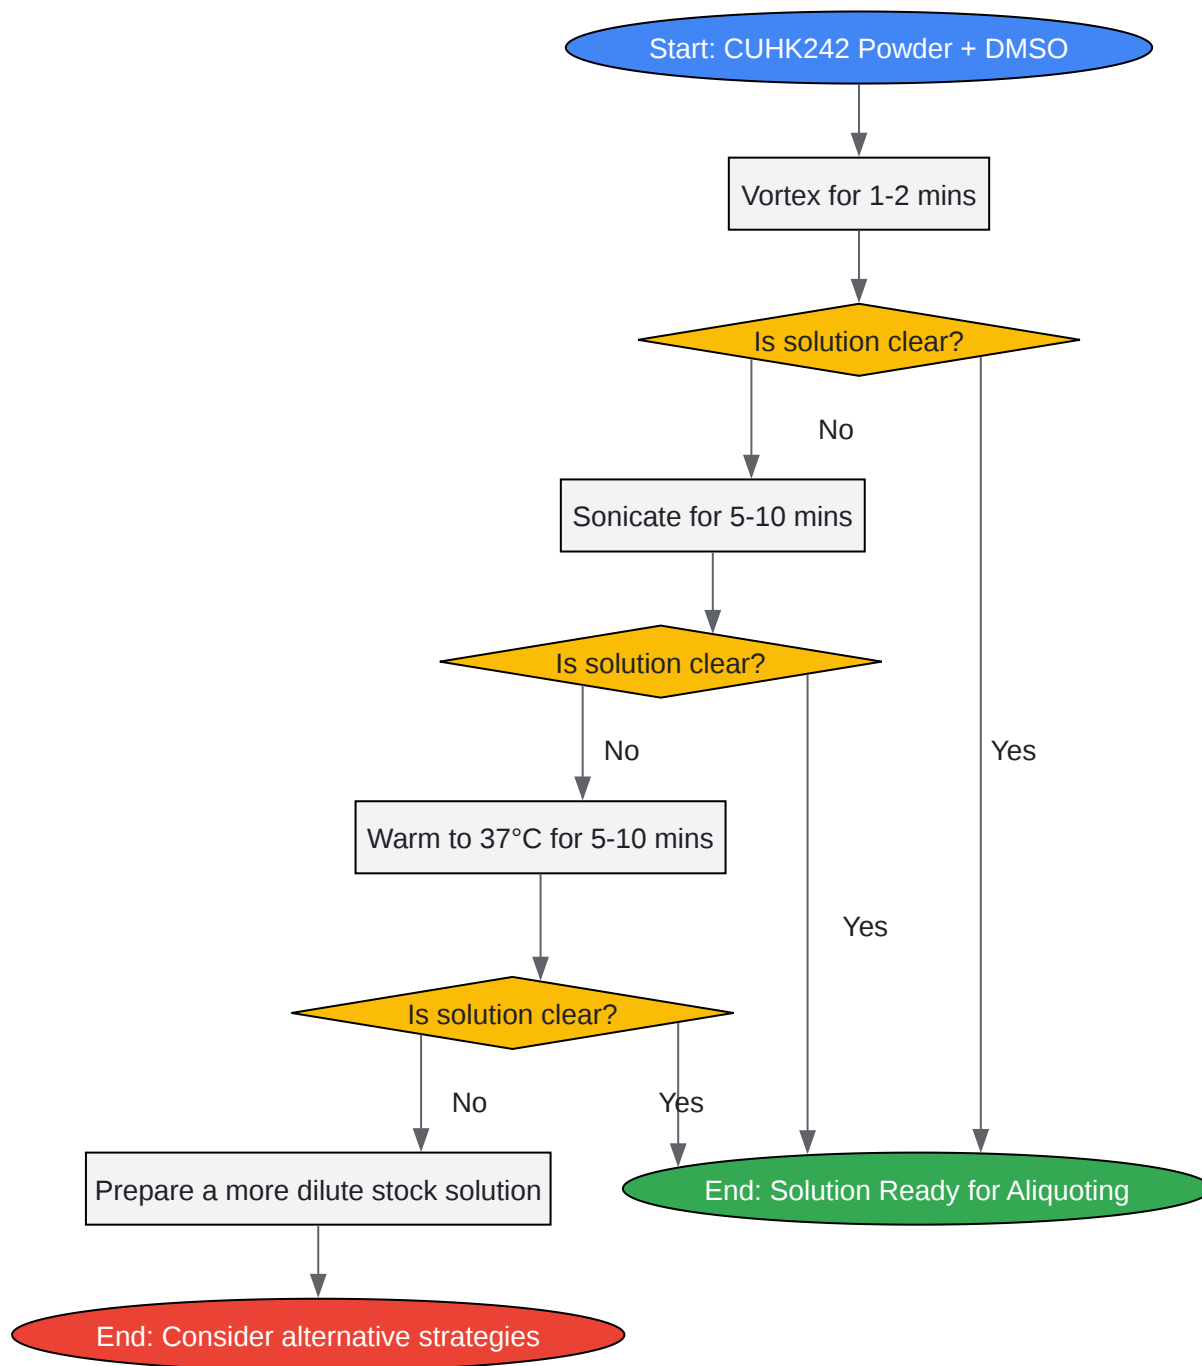 Start: CUHK242 Powder + DMSO
Vortex for 1-2 mins
Is solution clear?
No
Sonicate for 5-10 mins
Is solution clear?
No
Yes
Warm to 37°C for 5-10 mins
Yes
Is solution clear?
No
Yes
Prepare a more dilute stock solution
End: Solution Ready for Aliquoting
End: Consider alternative strategies